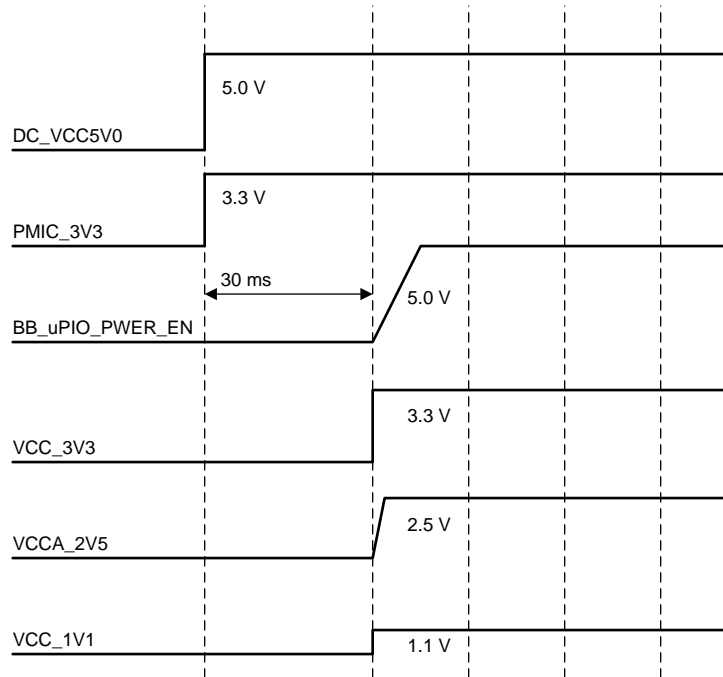 5.0 V
DC_VCC5V0
3.3 V
PMIC_3V3
30 ms
5.0 V
BB_uPIO_PWER_EN
3.3 V
VCC_3V3
2.5 V
VCCA_2V5
VCC_1V1
1.1 V